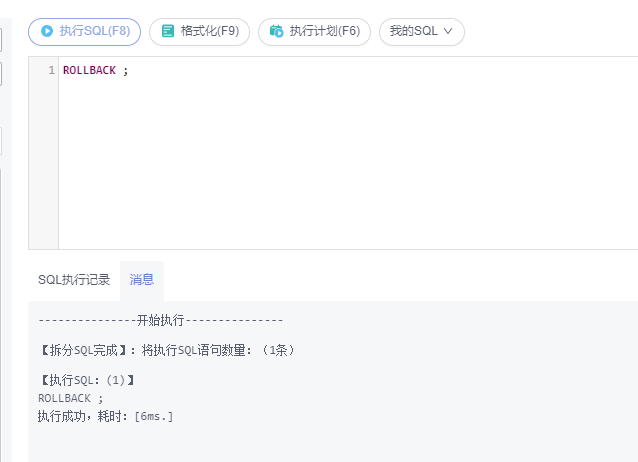 执行SQL(F8) 格式化(F9) 执行计划(F6) 我的SQL
1 ROLLBACK ;
SQL执行记录 消息
---------------开始执行---------------
【拆分SQL完成】：将执行SQL语句数量：（1条）
【执行SQL：(1)】
ROLLBACK ;
执行成功，耗时：[6ms.]